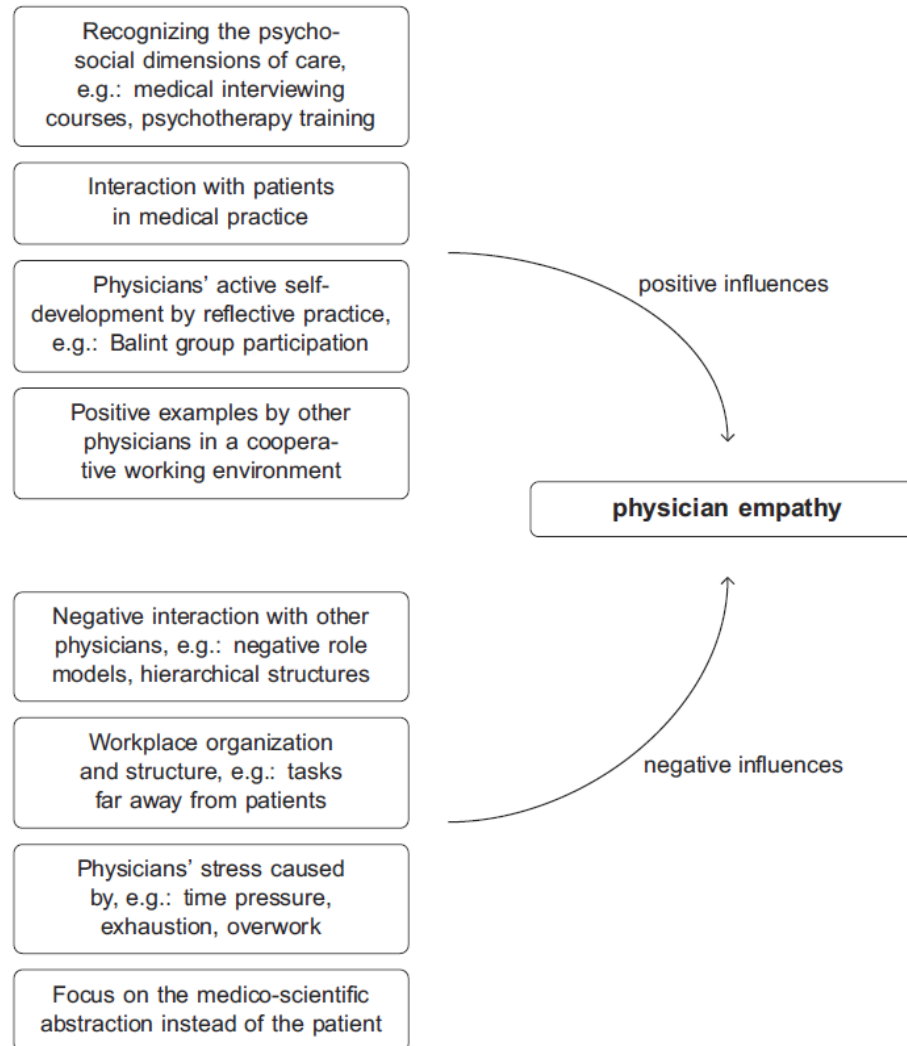 Recognizing the psycho-
social dimensions of care,
e.g.: medical interviewing
courses, psychotherapy training
Interaction with patients
in medical practice
Physicians' active self-
development by reflective practice,
e.g.: Balint group participation
Positive examples by other
physicians in a coopera-
tive working environment
positive influences
physician empathy
Negative interaction with other
physicians, e.g.: negative role
models, hierarchical structures
Workplace organization
and structure, e.g.: tasks
far away from patients
negative influences
Physicians' stress caused
by, e.g.: time pressure,
exhaustion, overwork
Focus on the medico-scientific
abstraction instead of the patient